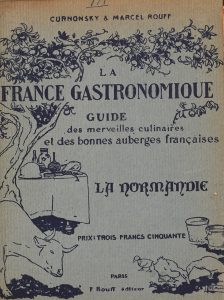 CURNONSKY & MARCEL ROUFF
LA
FRANCE GASTRONOMIQUE
GUIDE
des merveilles culinaires
et des bonnes auberges françaises
LA NORMANDIE
PRIX: TROIS FRANCS CINQUANTE
PARIS
F. Rouff éditeur